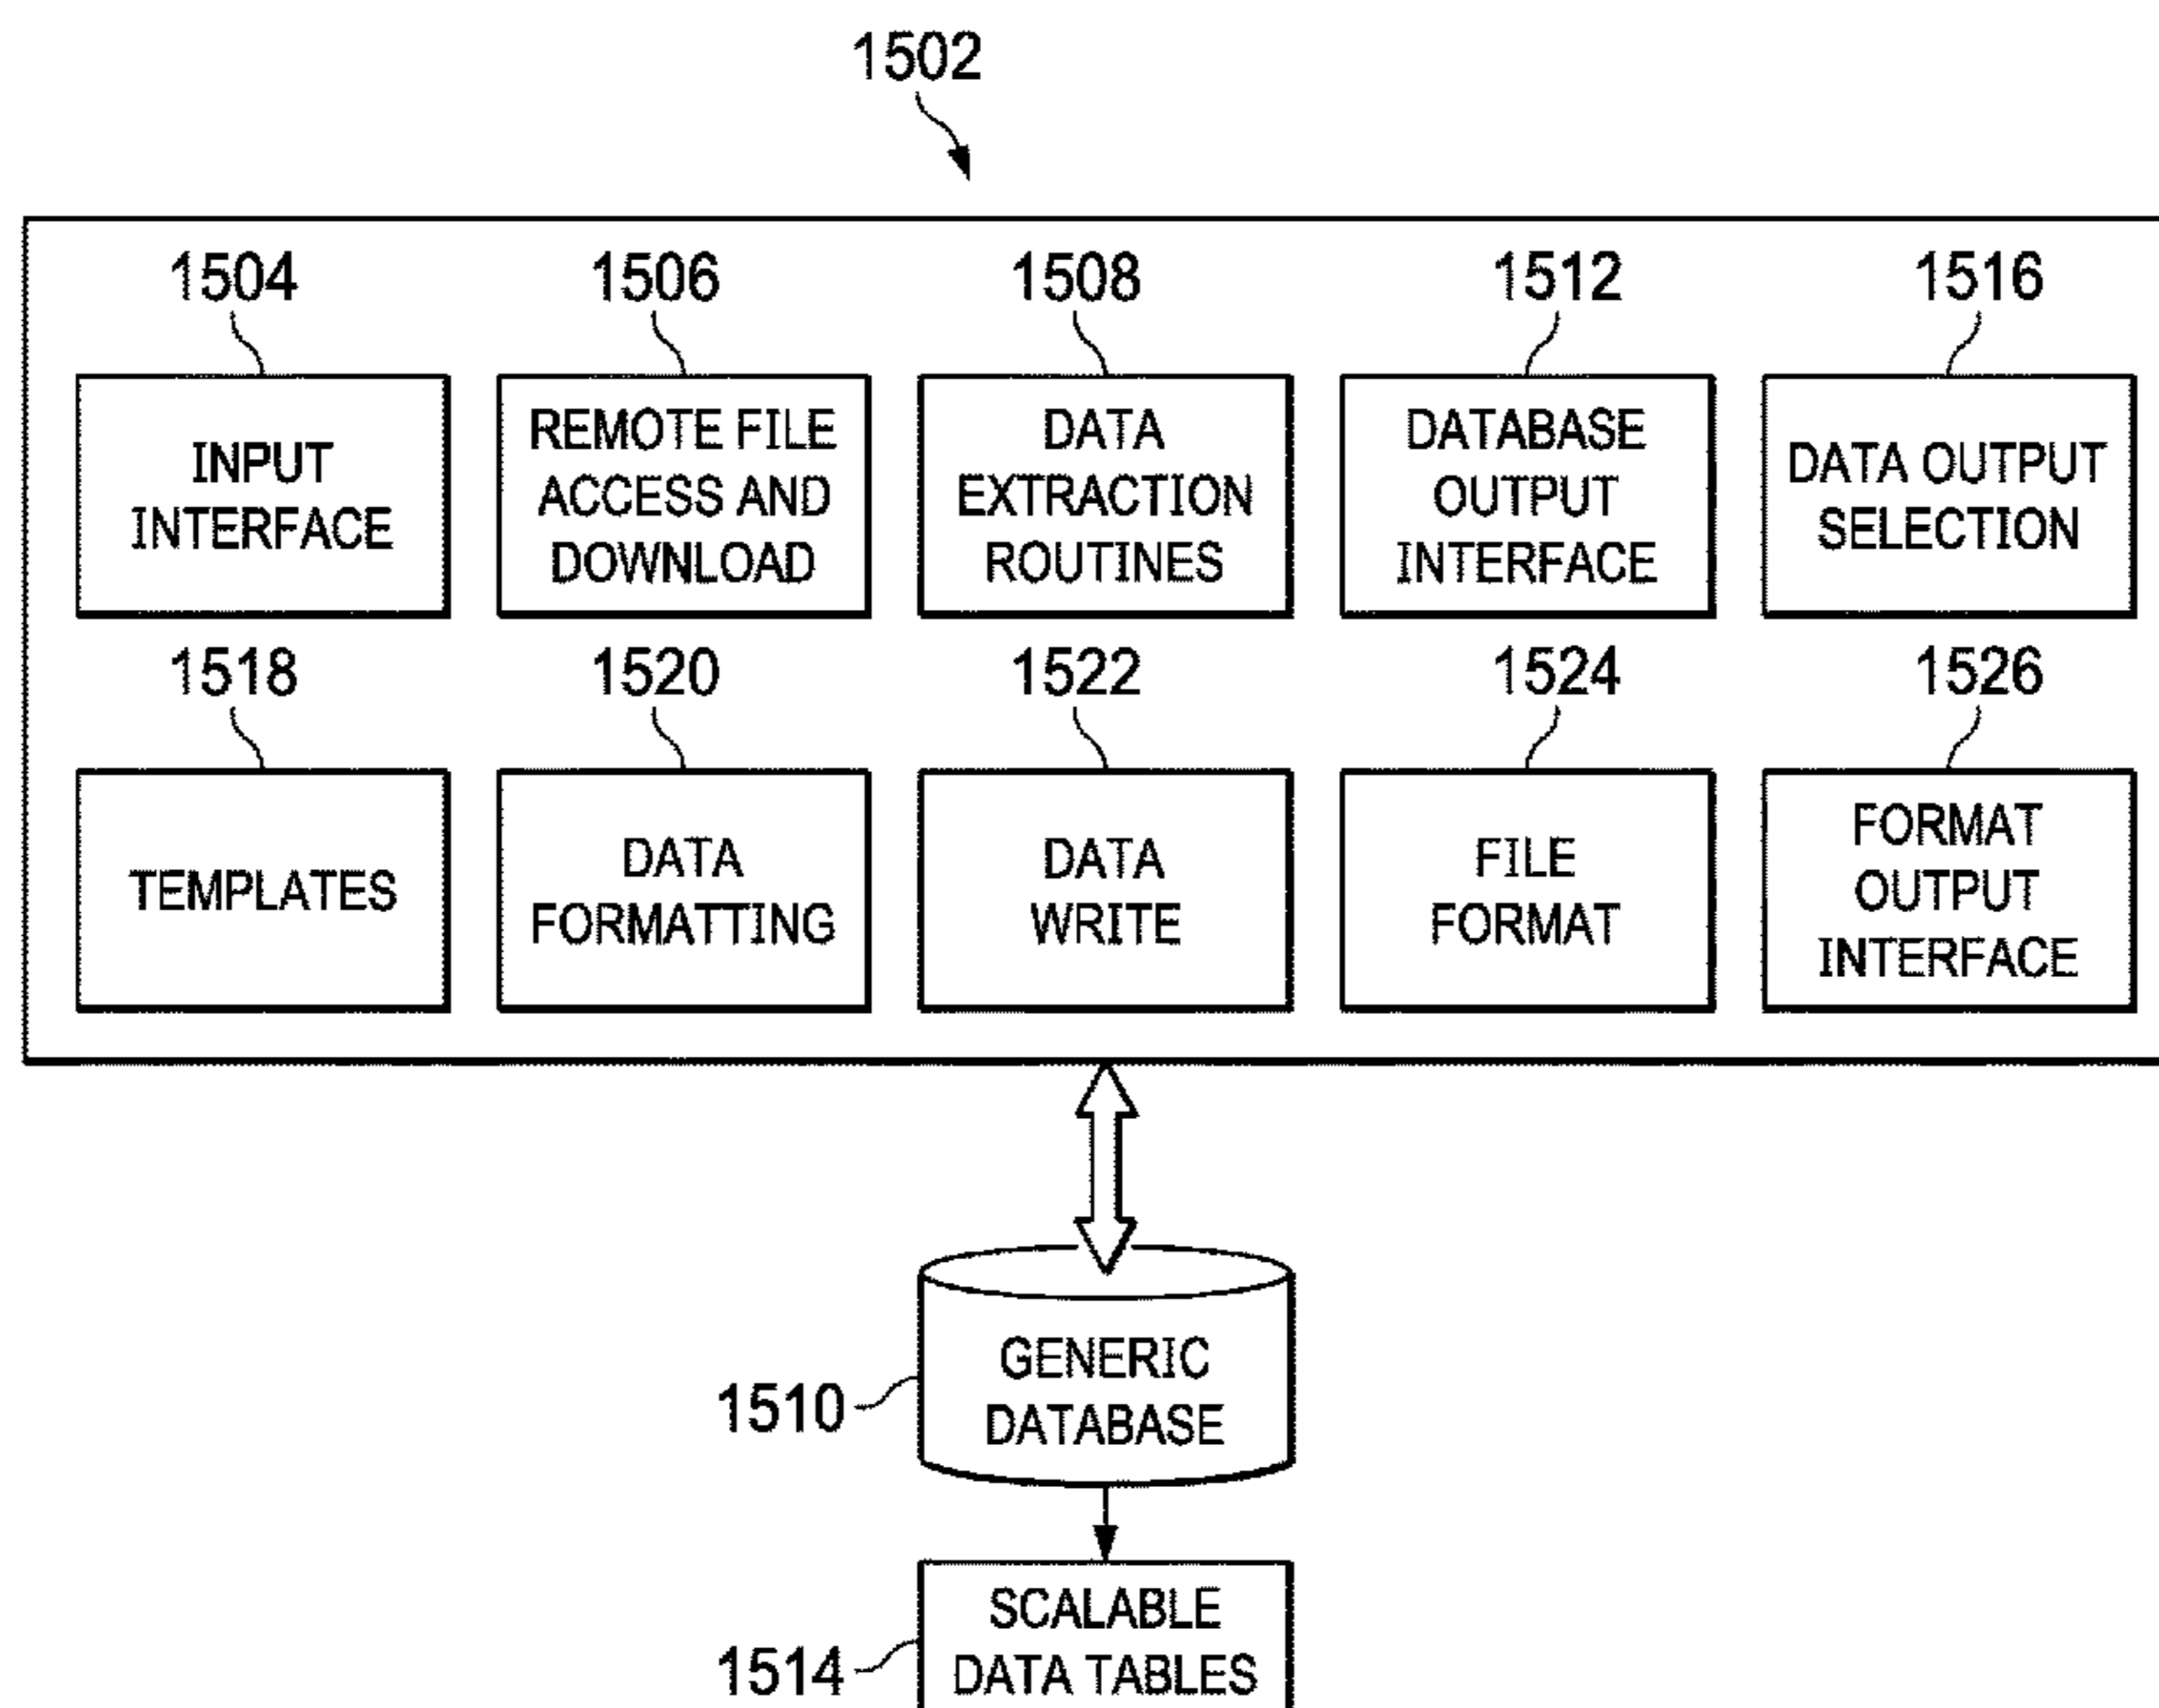 1502
1504
1506
1508
1512
1516
INPUT
INTERFACE
REMOTE FILE
ACCESS AND
DOWNLOAD
DATA
EXTRACTION
ROUTINES
DATABASE
OUTPUT
INTERFACE
DATA OUTPUT
SELECTION
1518
1520
1522
1524
1526
TEMPLATES
DATA
FORMATTING
DATA
WRITE
FILE
FORMAT
FORMAT
OUTPUT
INTERFACE
GENERIC
DATABASE
1510
SCALABLE
DATA TABLES
1514